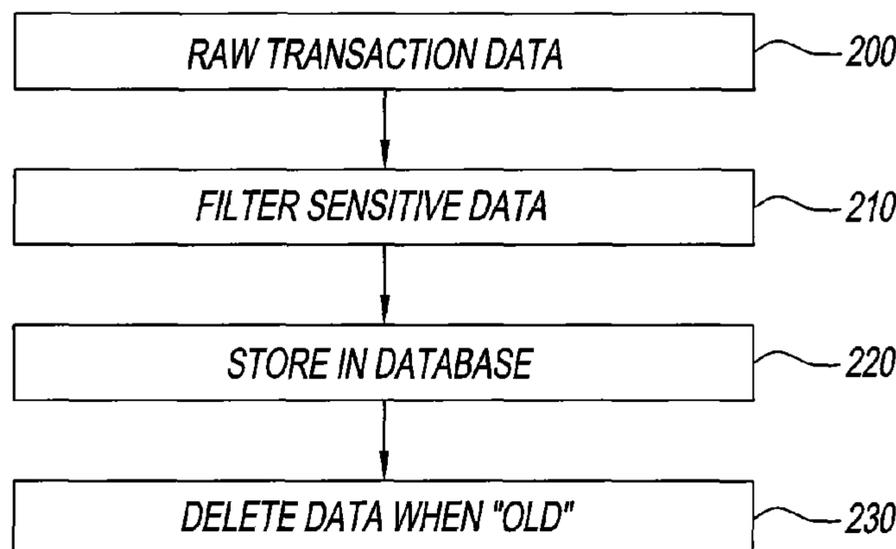 RAW TRANSACTION DATA 200
FILTER SENSITIVE DATA 210
STORE IN DATABASE 220
DELETE DATA WHEN "OLD" 230